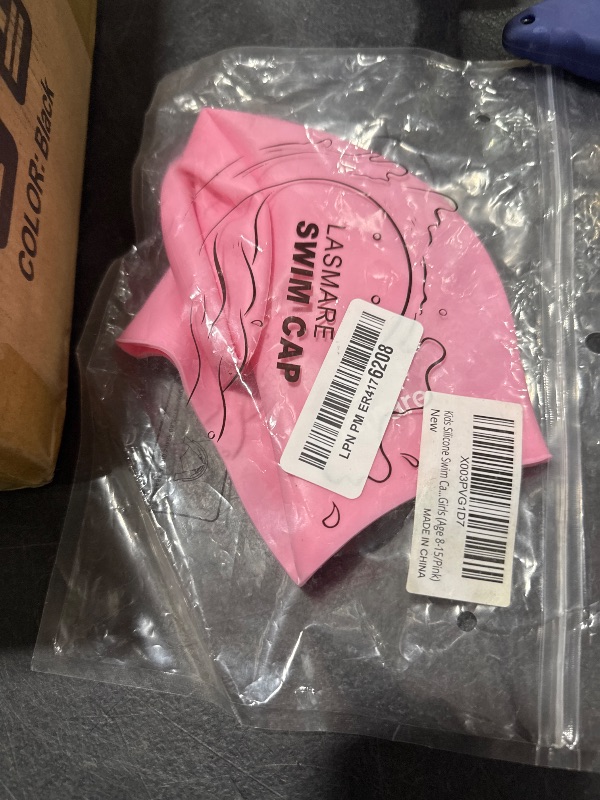 COLOR: Black
LASMARE
SWIM CAP
LPN PM ER4176208
X003PVG1D7
Kids Silicone Swim Ca...Girls (Age 8-15/Pink)
New
MADE IN CHINA